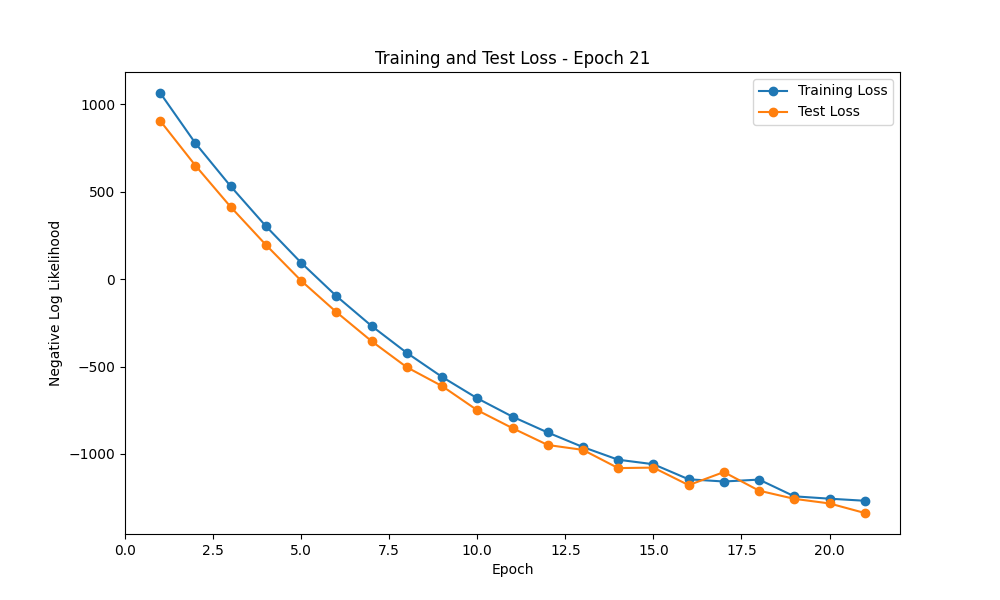 Training and Test Loss - Epoch 21
Training Loss
Test Loss
Negative Log Likelihood
1000
500
0
−500
−1000
0.0 2.5 5.0 7.5 10.0 12.5 15.0 17.5 20.0
Epoch